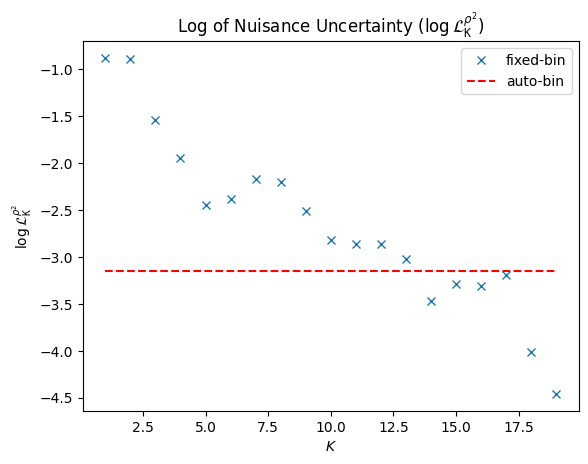 Log of Nuisance Uncertainty (log ℒ_K^{ρ²})
fixed-bin
auto-bin
−1.0
−1.5
−2.0
−2.5
−3.0
−3.5
−4.0
−4.5
log ℒ_K^{ρ²}
2.5 5.0 7.5 10.0 12.5 15.0 17.5
K